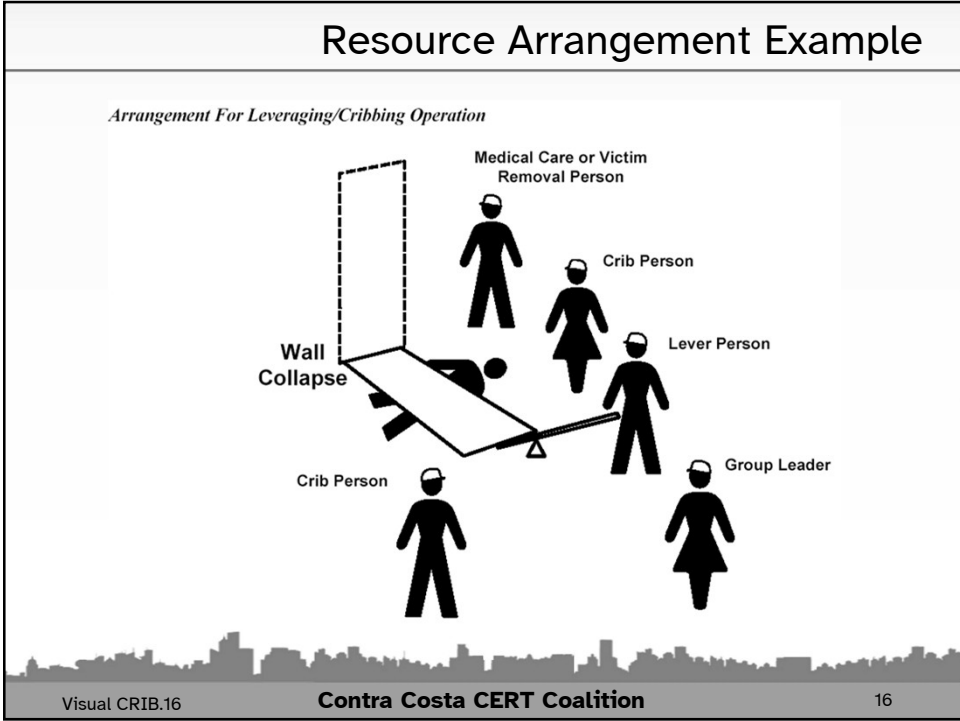 Resource Arrangement Example
Arrangement For Leveraging/Cribbing Operation
Medical Care or Victim
Removal Person
Crib Person
Lever Person
Wall
Collapse
Group Leader
Crib Person
Visual CRIB.16
Contra Costa CERT Coalition
16